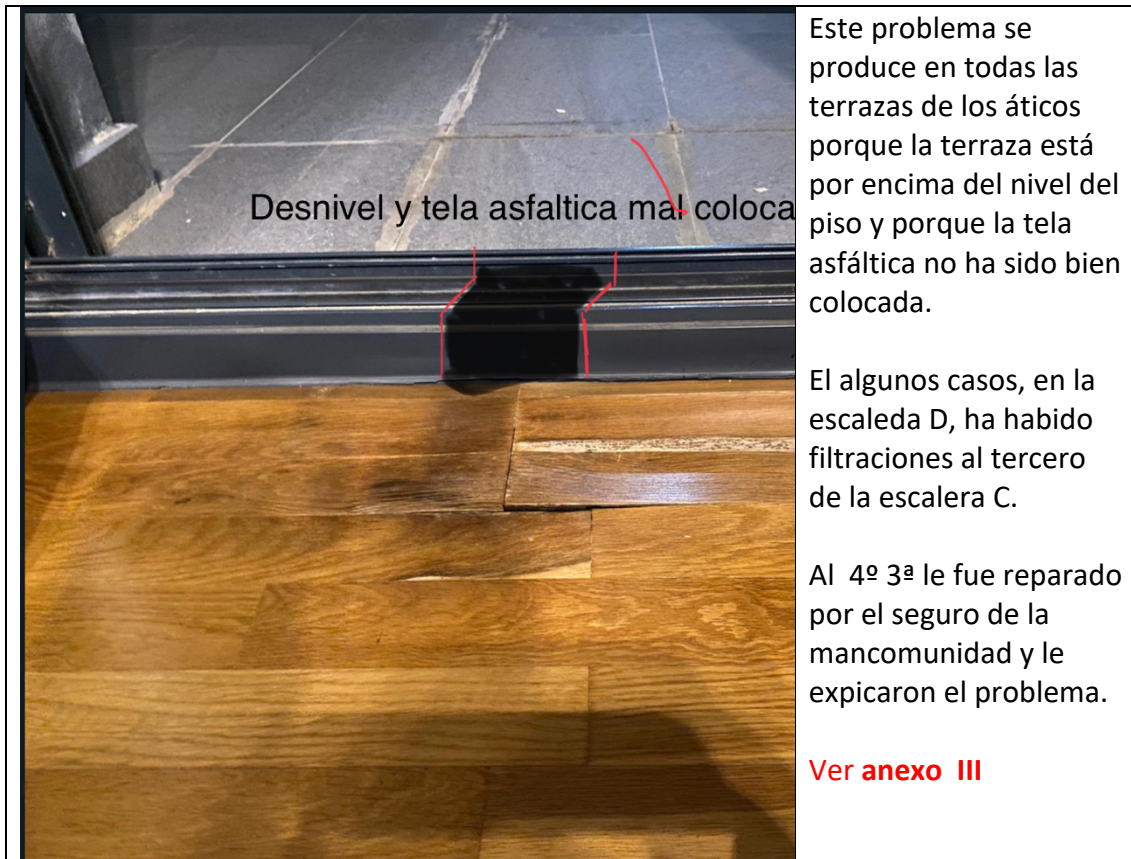 Desnivel y tela asfaltica mal coloca
Este problema se
produce en todas las
terrazas de los áticos
porque la terraza está
por encima del nivel del
piso y porque la tela
asfáltica no ha sido bien
colocada.
El algunos casos, en la
escaleda D, ha habido
filtraciones al tercero
de la escalera C.
Al 4º 3ª le fue reparado
por el seguro de la
mancomunidad y le
expicaron el problema.
Ver anexo III